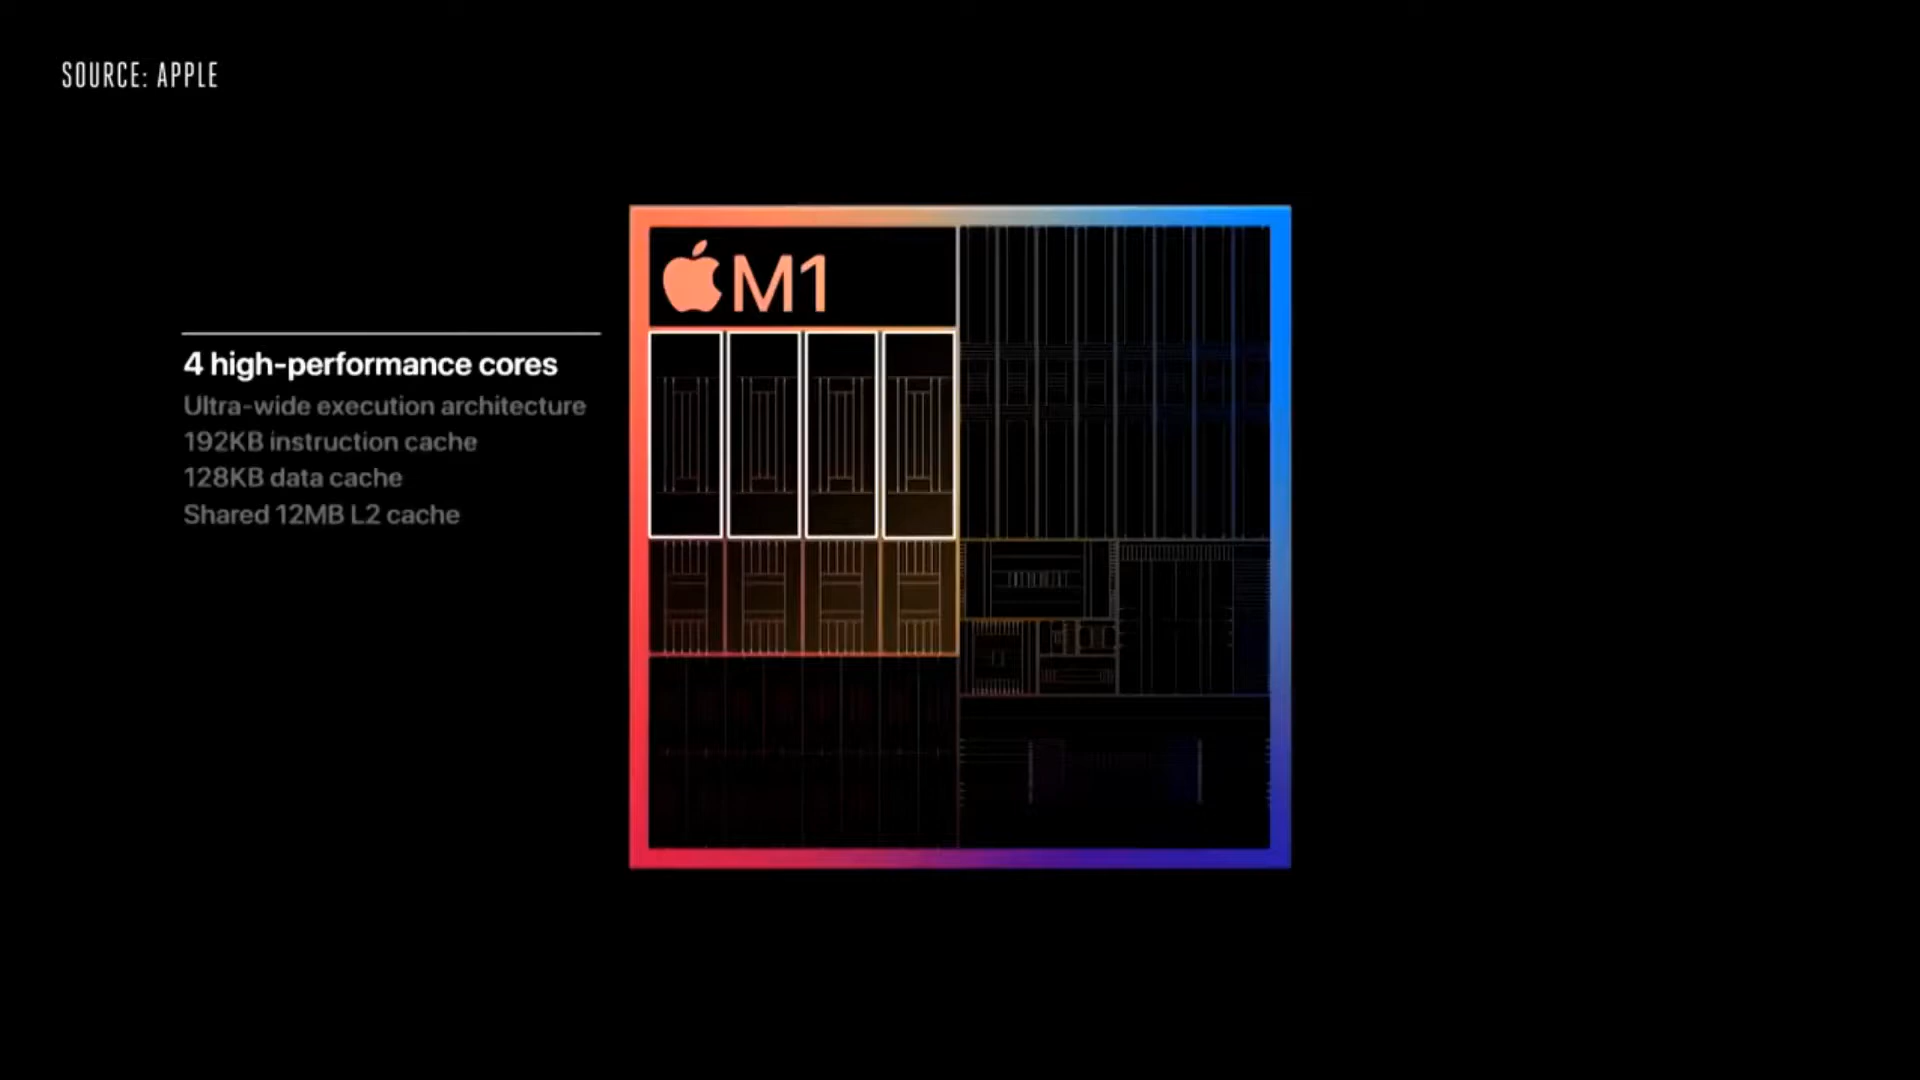 SOURCE: APPLE
M1
4 high-performance cores
Ultra-wide execution architecture
192KB instruction cache
128KB data cache
Shared 12MB L2 cache